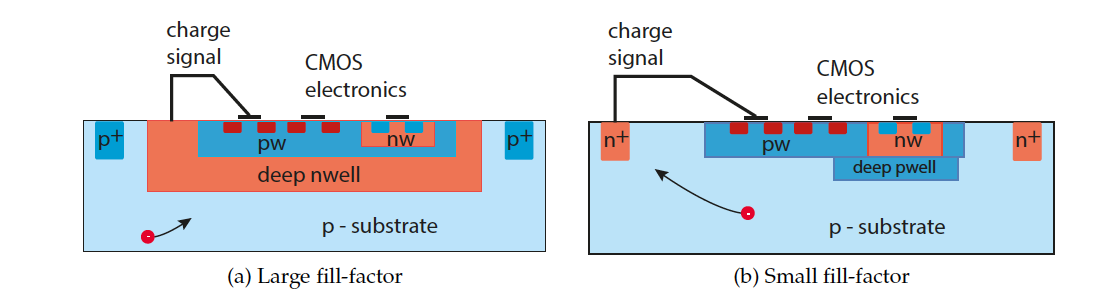 charge
signal
CMOS
electronics
p+
pw
nw
p+
deep nwell
p - substrate
(a) Large fill-factor
charge
signal
CMOS
electronics
n+
pw
nw
n+
deep pwell
p - substrate
(b) Small fill-factor